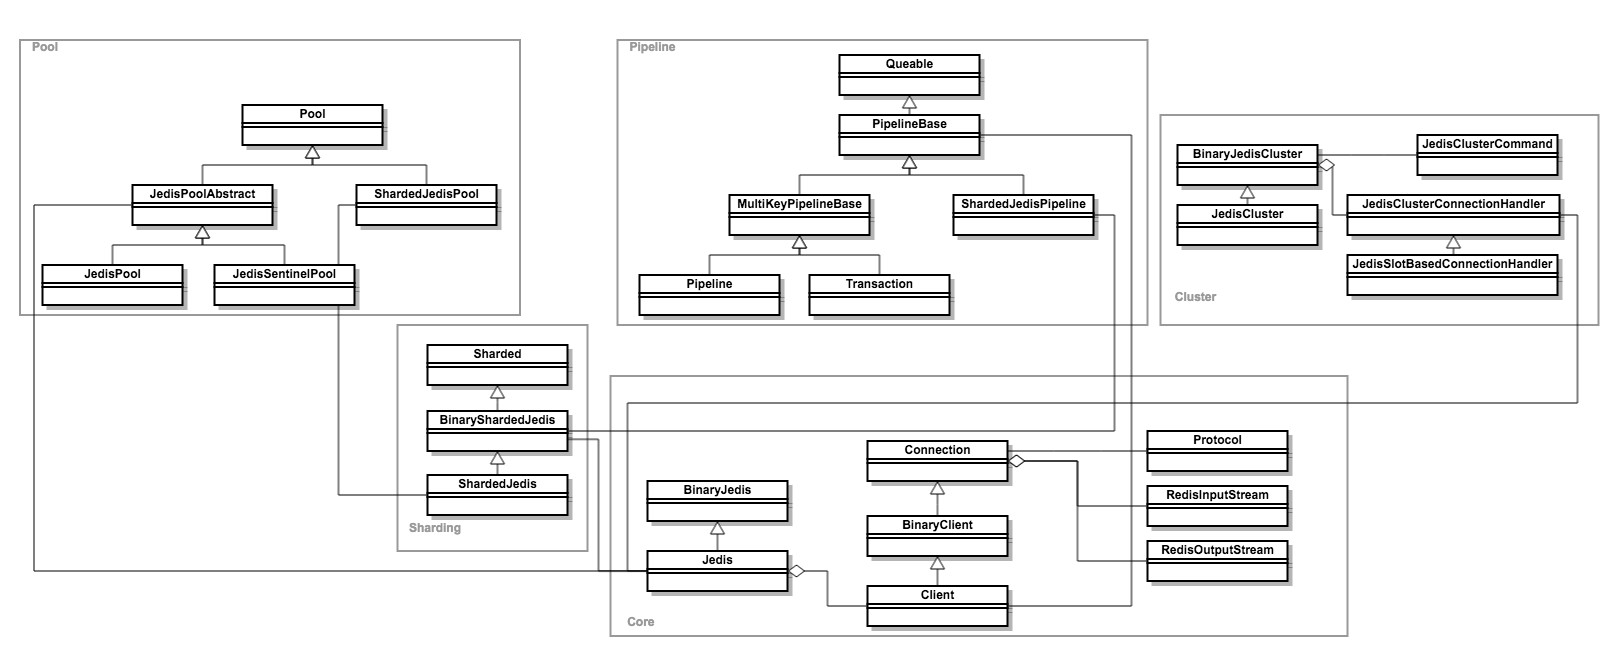 Pool
Pool
JedisPoolAbstract
ShardedJedisPool
JedisPool
JedisSentinelPool
Pipeline
Queable
PipelineBase
MultiKeyPipelineBase
ShardedJedisPipeline
Pipeline
Transaction
BinaryJedisCluster
JedisClusterCommand
JedisCluster
JedisClusterConnectionHandler
JedisSlotBasedConnectionHandler
Cluster
Sharded
BinaryShardedJedis
ShardedJedis
Sharding
Connection
Protocol
BinaryJedis
RedisInputStream
BinaryClient
RedisOutputStream
Jedis
Client
Core